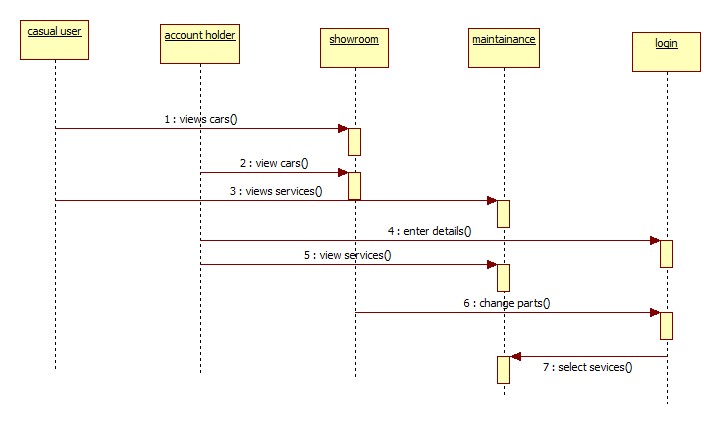 casual user
account holder
showroom
maintainance
login
1 : views cars()
2 : view cars()
3 : views services()
4 : enter details()
5 : view services()
6 : change parts()
7 : select sevices()